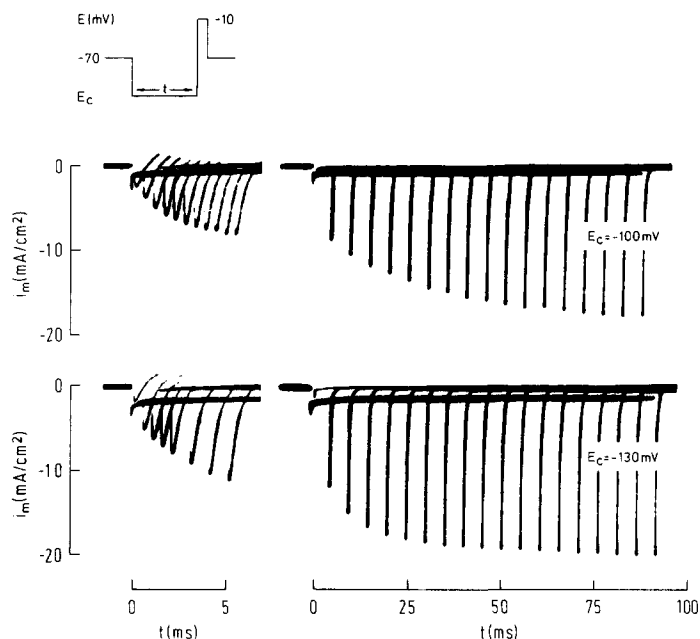 E(mV)
-10
-70
t
Ec
0
-10
-20
im(mA/cm²)
Ec=-100mV
0
-10
-20
im(mA/cm²)
Ec=-130mV
0 5
0 25 50 75 100
t(ms)
t(ms)